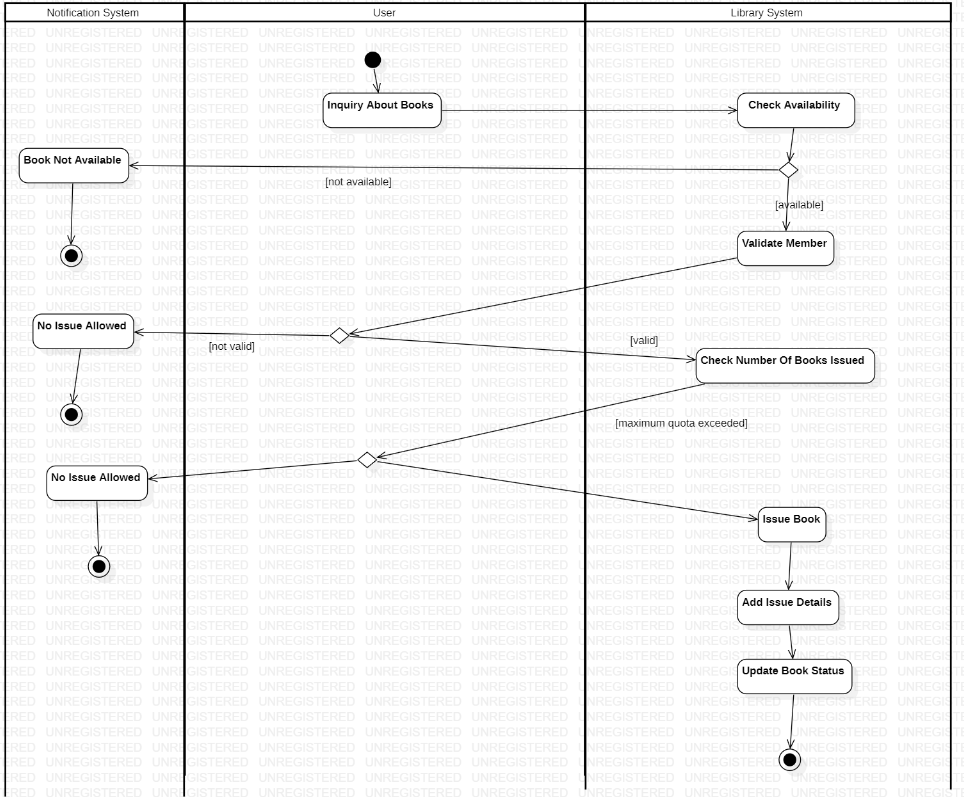 Notification System
User
Library System
Inquiry About Books
Check Availability
Book Not Available
[not available]
[available]
Validate Member
No Issue Allowed
[not valid]
[valid]
Check Number Of Books Issued
[maximum quota exceeded]
No Issue Allowed
Issue Book
Add Issue Details
Update Book Status
UNREGISTERED